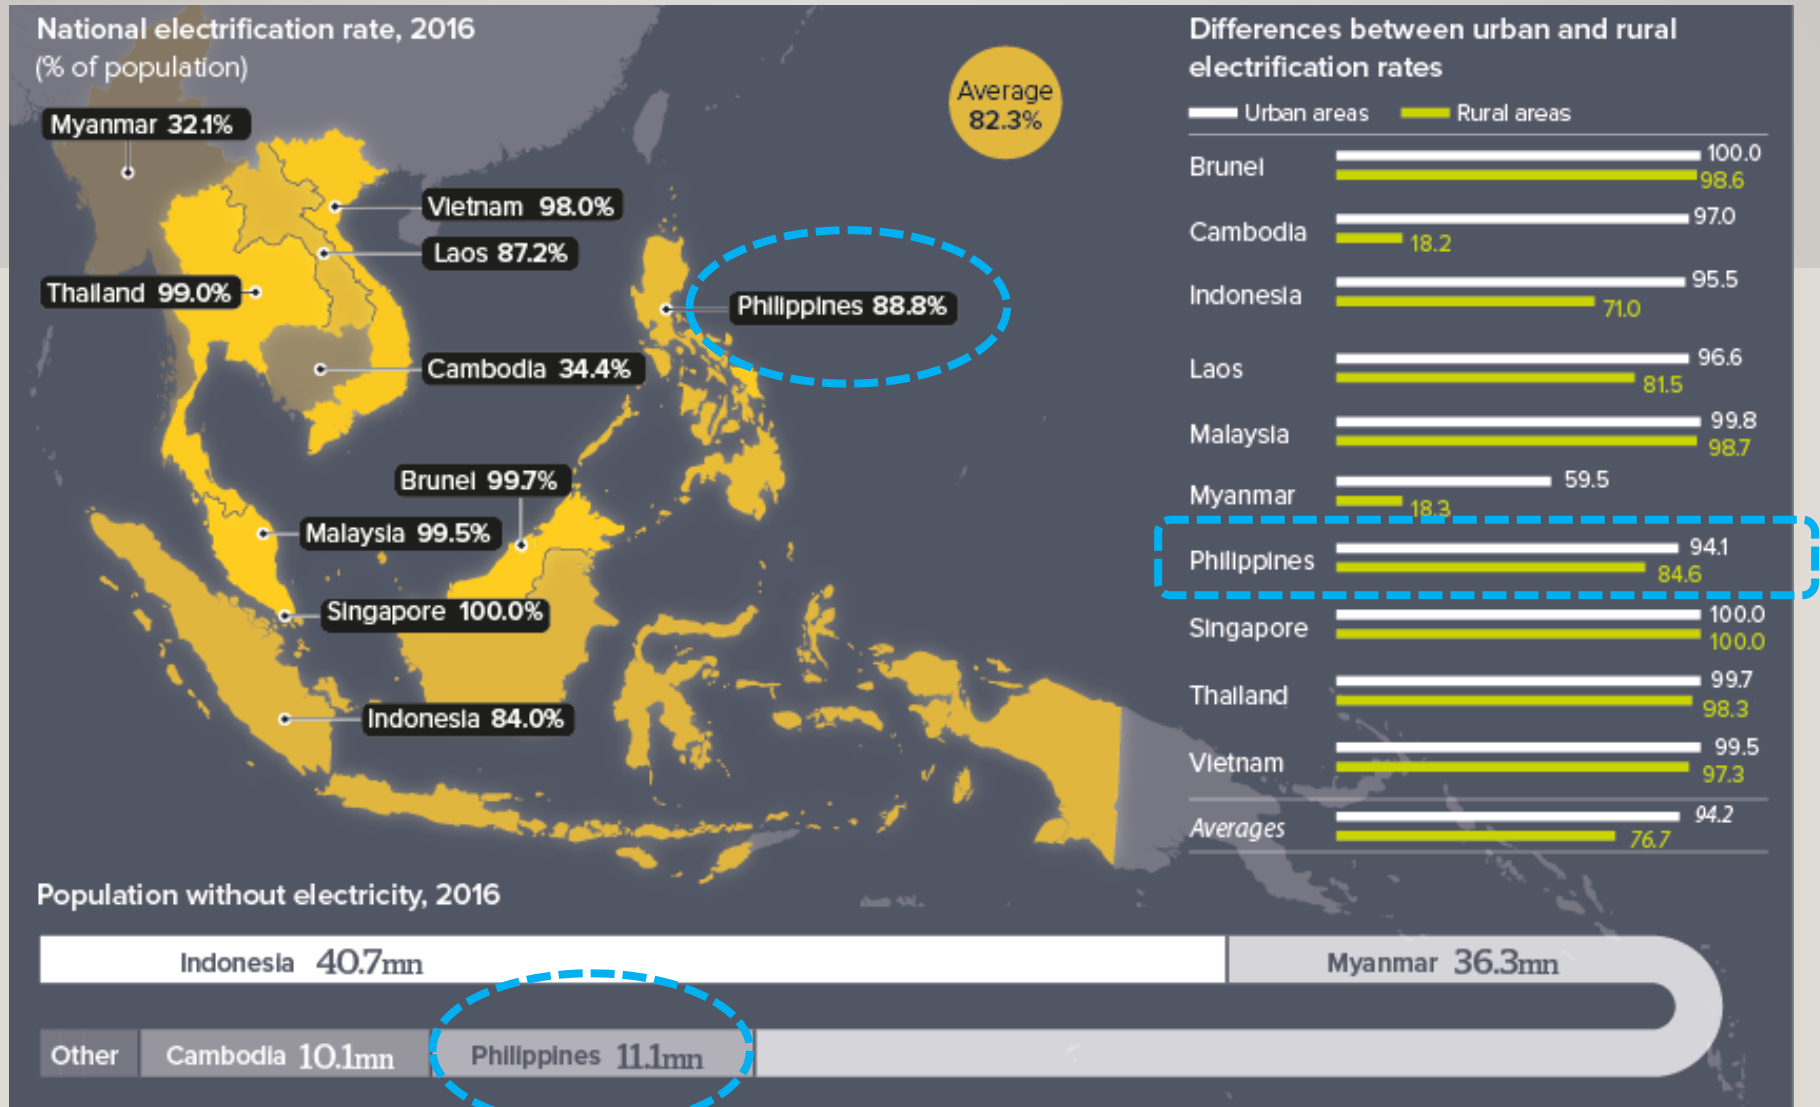 National electrification rate, 2016
(% of population)
Average
82.3%
Myanmar 32.1%
Vietnam 98.0%
Laos 87.2%
Thailand 99.0%
Philippines 88.8%
Cambodia 34.4%
Brunei 99.7%
Malaysia 99.5%
Singapore 100.0%
Indonesia 84.0%
Differences between urban and rural
electrification rates
Urban areas Rural areas
Brunei 100.0
98.6
Cambodia 97.0
18.2
Indonesia 95.5
71.0
Laos 96.6
81.5
Malaysia 99.8
98.7
Myanmar 59.5
18.3
Philippines 94.1
84.6
Singapore 100.0
100.0
Thailand 99.7
98.3
Vietnam 99.5
97.3
Averages 94.2
76.7
Population without electricity, 2016
Indonesia 40.7mn Myanmar 36.3mn
Other Cambodia 10.1mn Philippines 11.1mn